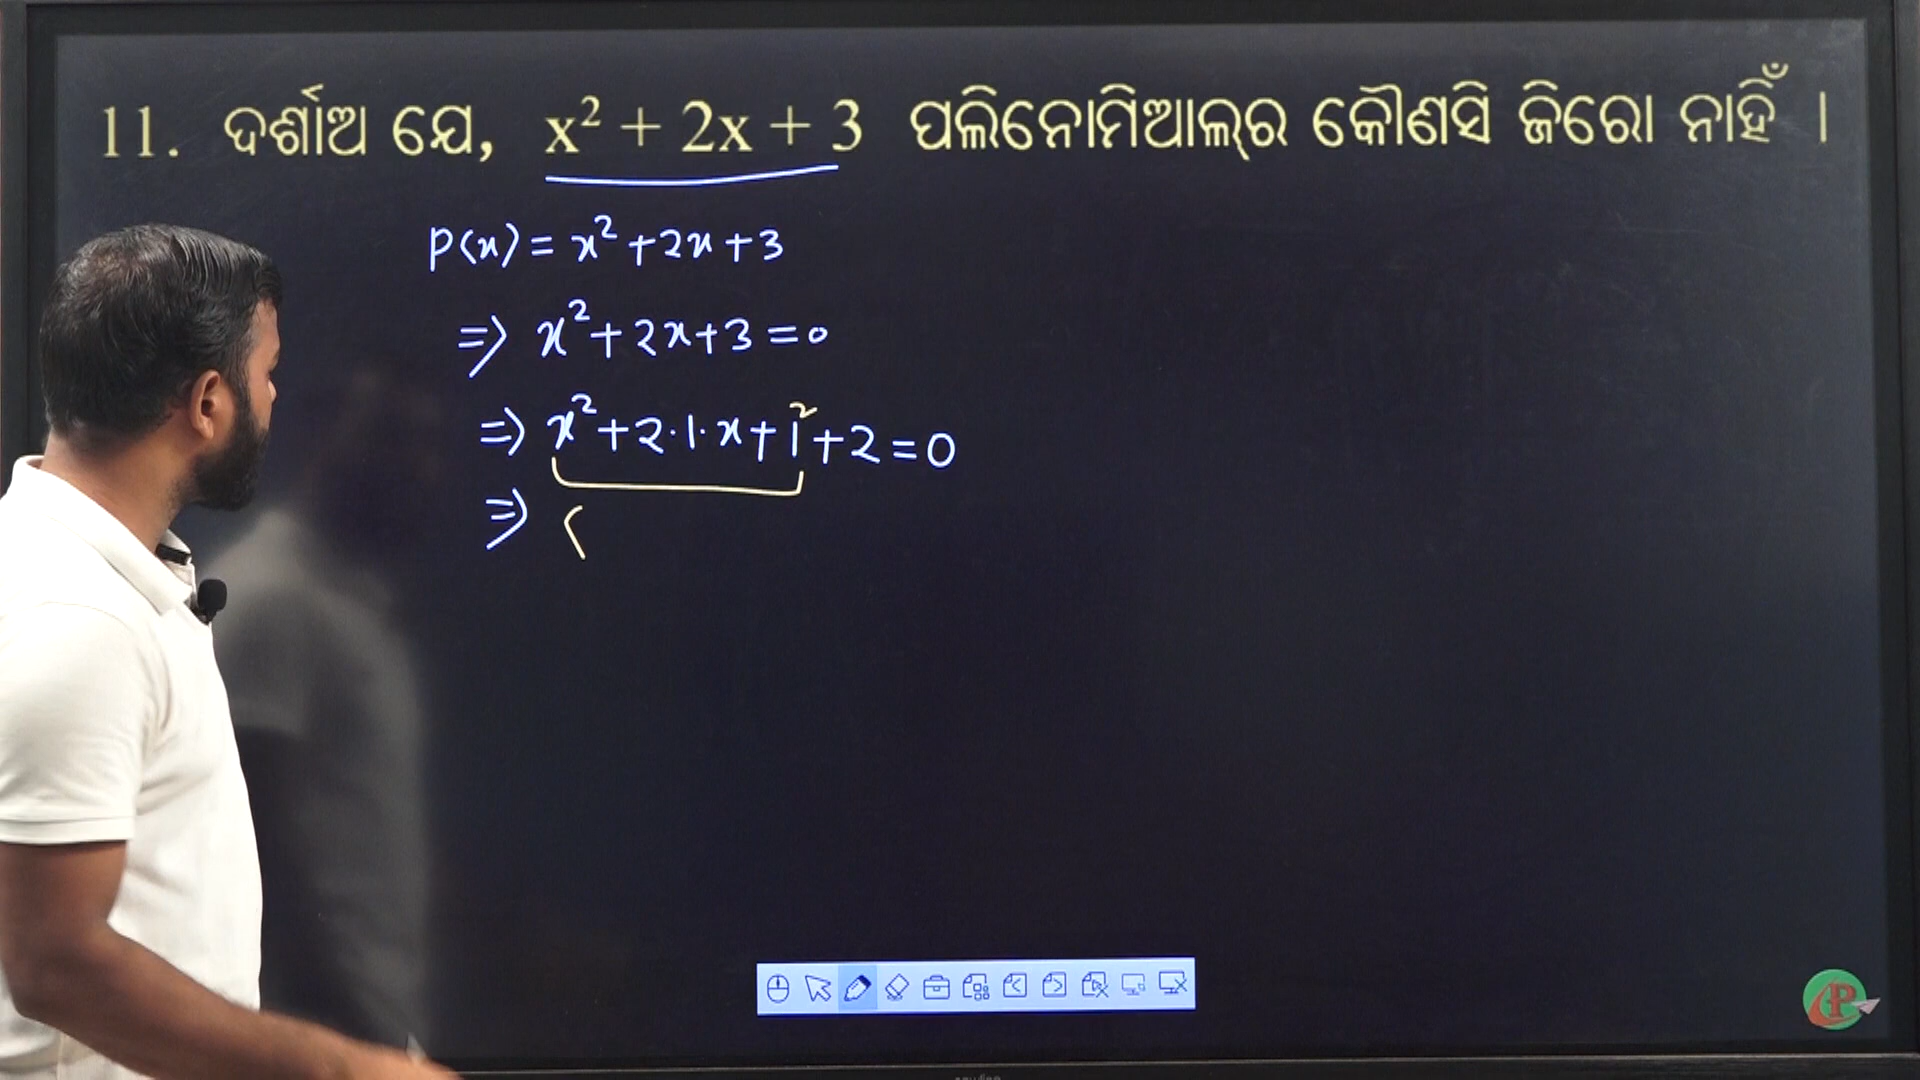 11. ଦର୍ଶାଅ ଯେ, x² + 2x + 3 ପଲିନୋମିଆଲ୍‌ର କୌଣସି ଜିରୋ ନାହିଁ ।
P(x) = x² + 2x + 3
⇒ x² + 2x + 3 = 0
⇒ x² + 2·1·x + 1² + 2 = 0
⇒ (